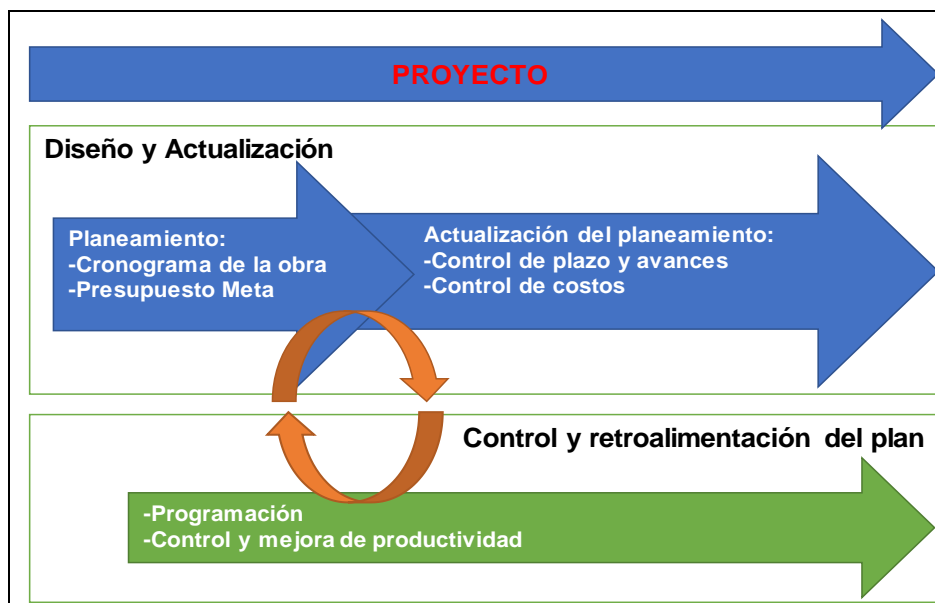 PROYECTO
Diseño y Actualización
Planeamiento:
-Cronograma de la obra
-Presupuesto Meta
Actualización del planeamiento:
-Control de plazo y avances
-Control de costos
Control y retroalimentación del plan
-Programación
-Control y mejora de productividad